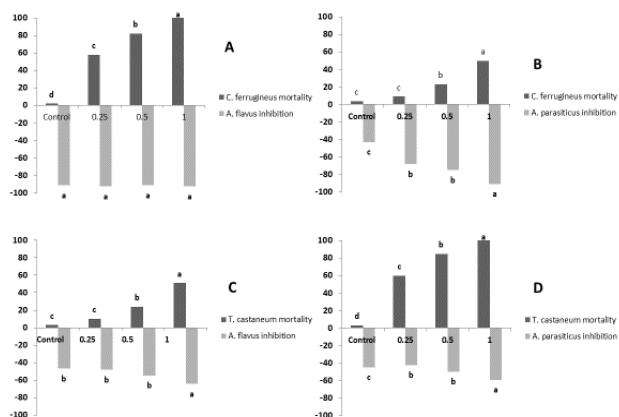 100
80
60
40
20
0
-20
-40
-60
-80
-100
d
c
b
a
Control
0.25
0.5
1
a
a
a
a
A
C. ferrugineus mortality
A. flavus inhibition
100
80
60
40
20
0
-20
-40
-60
-80
-100
c
c
b
a
Control
0.25
0.5
1
c
b
b
a
B
C. ferrugineus mortality
A. parasiticus inhibition
100
80
60
40
20
0
-20
-40
-60
-80
-100
c
c
b
a
Control
0.25
0.5
1
b
b
b
a
C
T. castaneum mortality
A. flavus inhibition
100
80
60
40
20
0
-20
-40
-60
-80
-100
d
c
b
a
Control
0.25
0.5
1
c
c
b
a
D
T. castaneum mortality
A. parasiticus inhibition